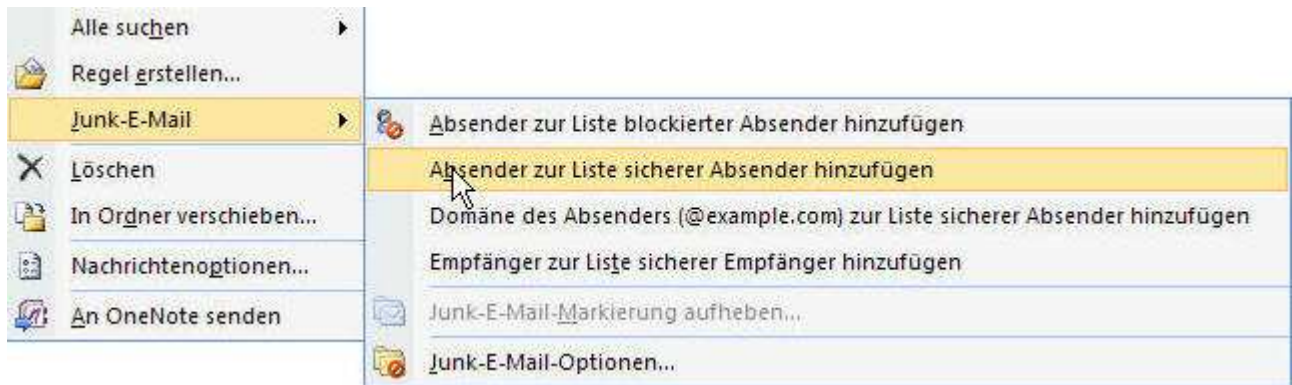 Alle suchen
Regel erstellen...
Junk-E-Mail
Löschen
In Ordner verschieben...
Nachrichtenoptionen...
An OneNote senden
Absender zur Liste blockierter Absender hinzufügen
Absender zur Liste sicherer Absender hinzufügen
Domäne des Absenders (@example.com) zur Liste sicherer Absender hinzufügen
Empfänger zur Liste sicherer Empfänger hinzufügen
Junk-E-Mail-Markierung aufheben...
Junk-E-Mail-Optionen...